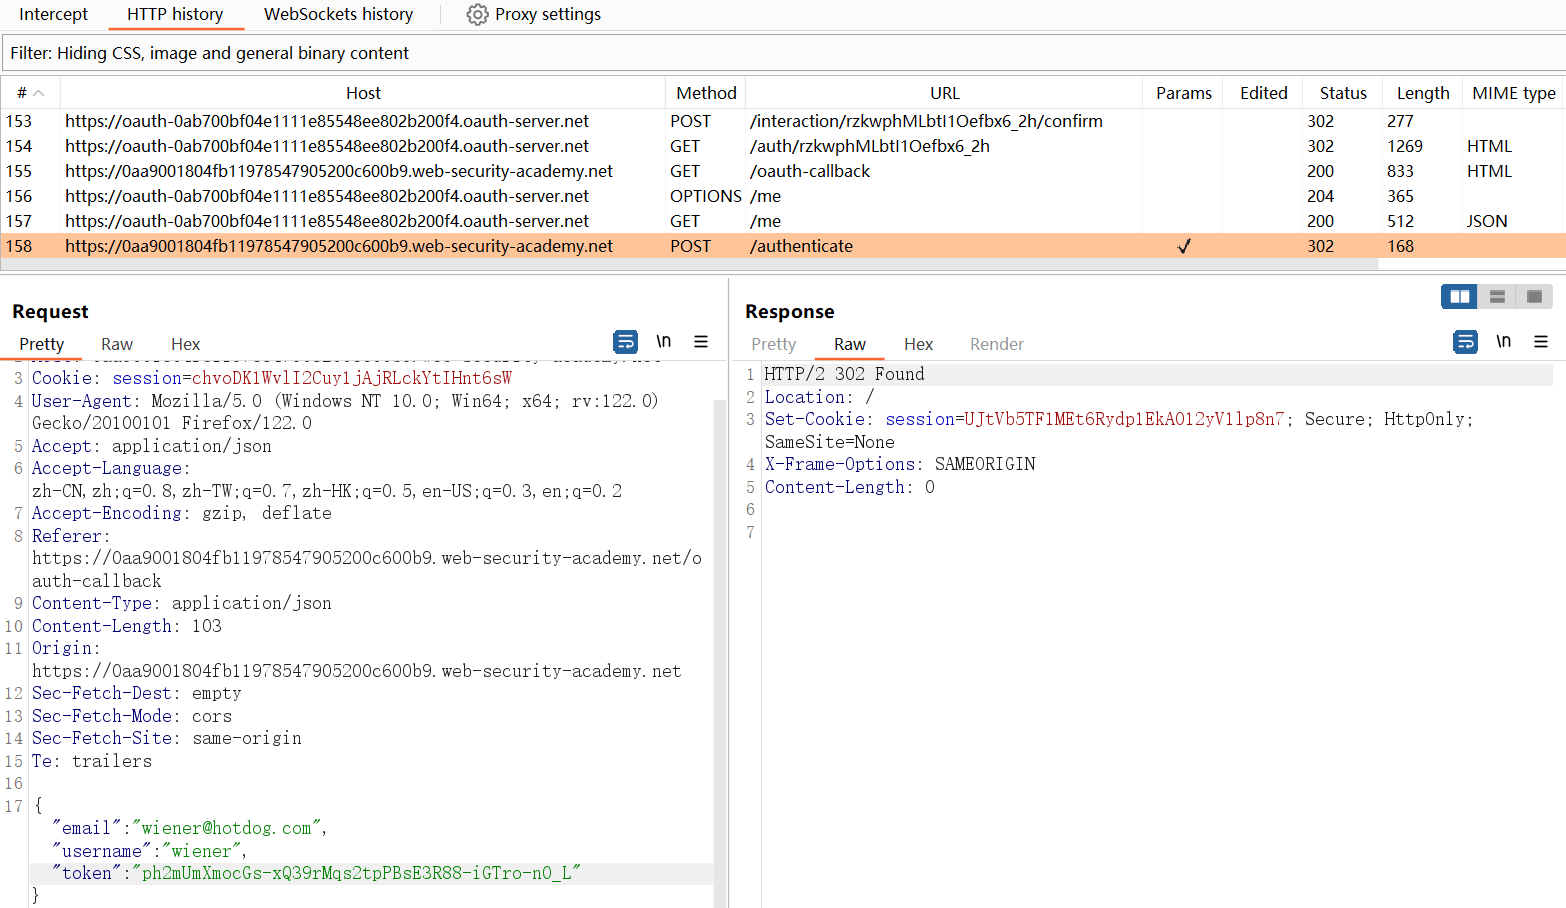 Intercept HTTP history WebSockets history Proxy settings
Filter: Hiding CSS, image and general binary content
# Host Method URL Params Edited Status Length MIME type
153 https://oauth-0ab700bf04e1111e85548ee802b200f4.oauth-server.net POST /interaction/rzkwphMLbtI1Oefbx6_2h/confirm 302 277
154 https://oauth-0ab700bf04e1111e85548ee802b200f4.oauth-server.net GET /auth/rzkwphMLbtI1Oefbx6_2h 302 1269 HTML
155 https://0aa9001804fb11978547905200c600b9.web-security-academy.net GET /oauth-callback 200 833 HTML
156 https://oauth-0ab700bf04e1111e85548ee802b200f4.oauth-server.net OPTIONS /me 204 365
157 https://oauth-0ab700bf04e1111e85548ee802b200f4.oauth-server.net GET /me 200 512 JSON
158 https://0aa9001804fb11978547905200c600b9.web-security-academy.net POST /authenticate ✓ 302 168
Request
Pretty Raw Hex \n
3 Cookie: session=chvoDK1WvlI2Cuy1jAjRLckYtIHnt6sW
4 User-Agent: Mozilla/5.0 (Windows NT 10.0; Win64; x64; rv:122.0)
Gecko/20100101 Firefox/122.0
5 Accept: application/json
6 Accept-Language:
zh-CN,zh;q=0.8,zh-TW;q=0.7,zh-HK;q=0.5,en-US;q=0.3,en;q=0.2
7 Accept-Encoding: gzip, deflate
8 Referer:
https://0aa9001804fb11978547905200c600b9.web-security-academy.net/o
auth-callback
9 Content-Type: application/json
10 Content-Length: 103
11 Origin:
https://0aa9001804fb11978547905200c600b9.web-security-academy.net
12 Sec-Fetch-Dest: empty
13 Sec-Fetch-Mode: cors
14 Sec-Fetch-Site: same-origin
15 Te: trailers
16
17 {
"email":"wiener@hotdog.com",
"username":"wiener",
"token":"ph2mUmXmocGs-xQ39rMqs2tpPBsE3R88-iGTro-n0_L"
}
Response
Pretty Raw Hex Render \n
1 HTTP/2 302 Found
2 Location: /
3 Set-Cookie: session=UJtVb5TF1MEt6Rydp1EkAO12yV1lp8n7; Secure; HttpOnly;
SameSite=None
4 X-Frame-Options: SAMEORIGIN
5 Content-Length: 0
6
7